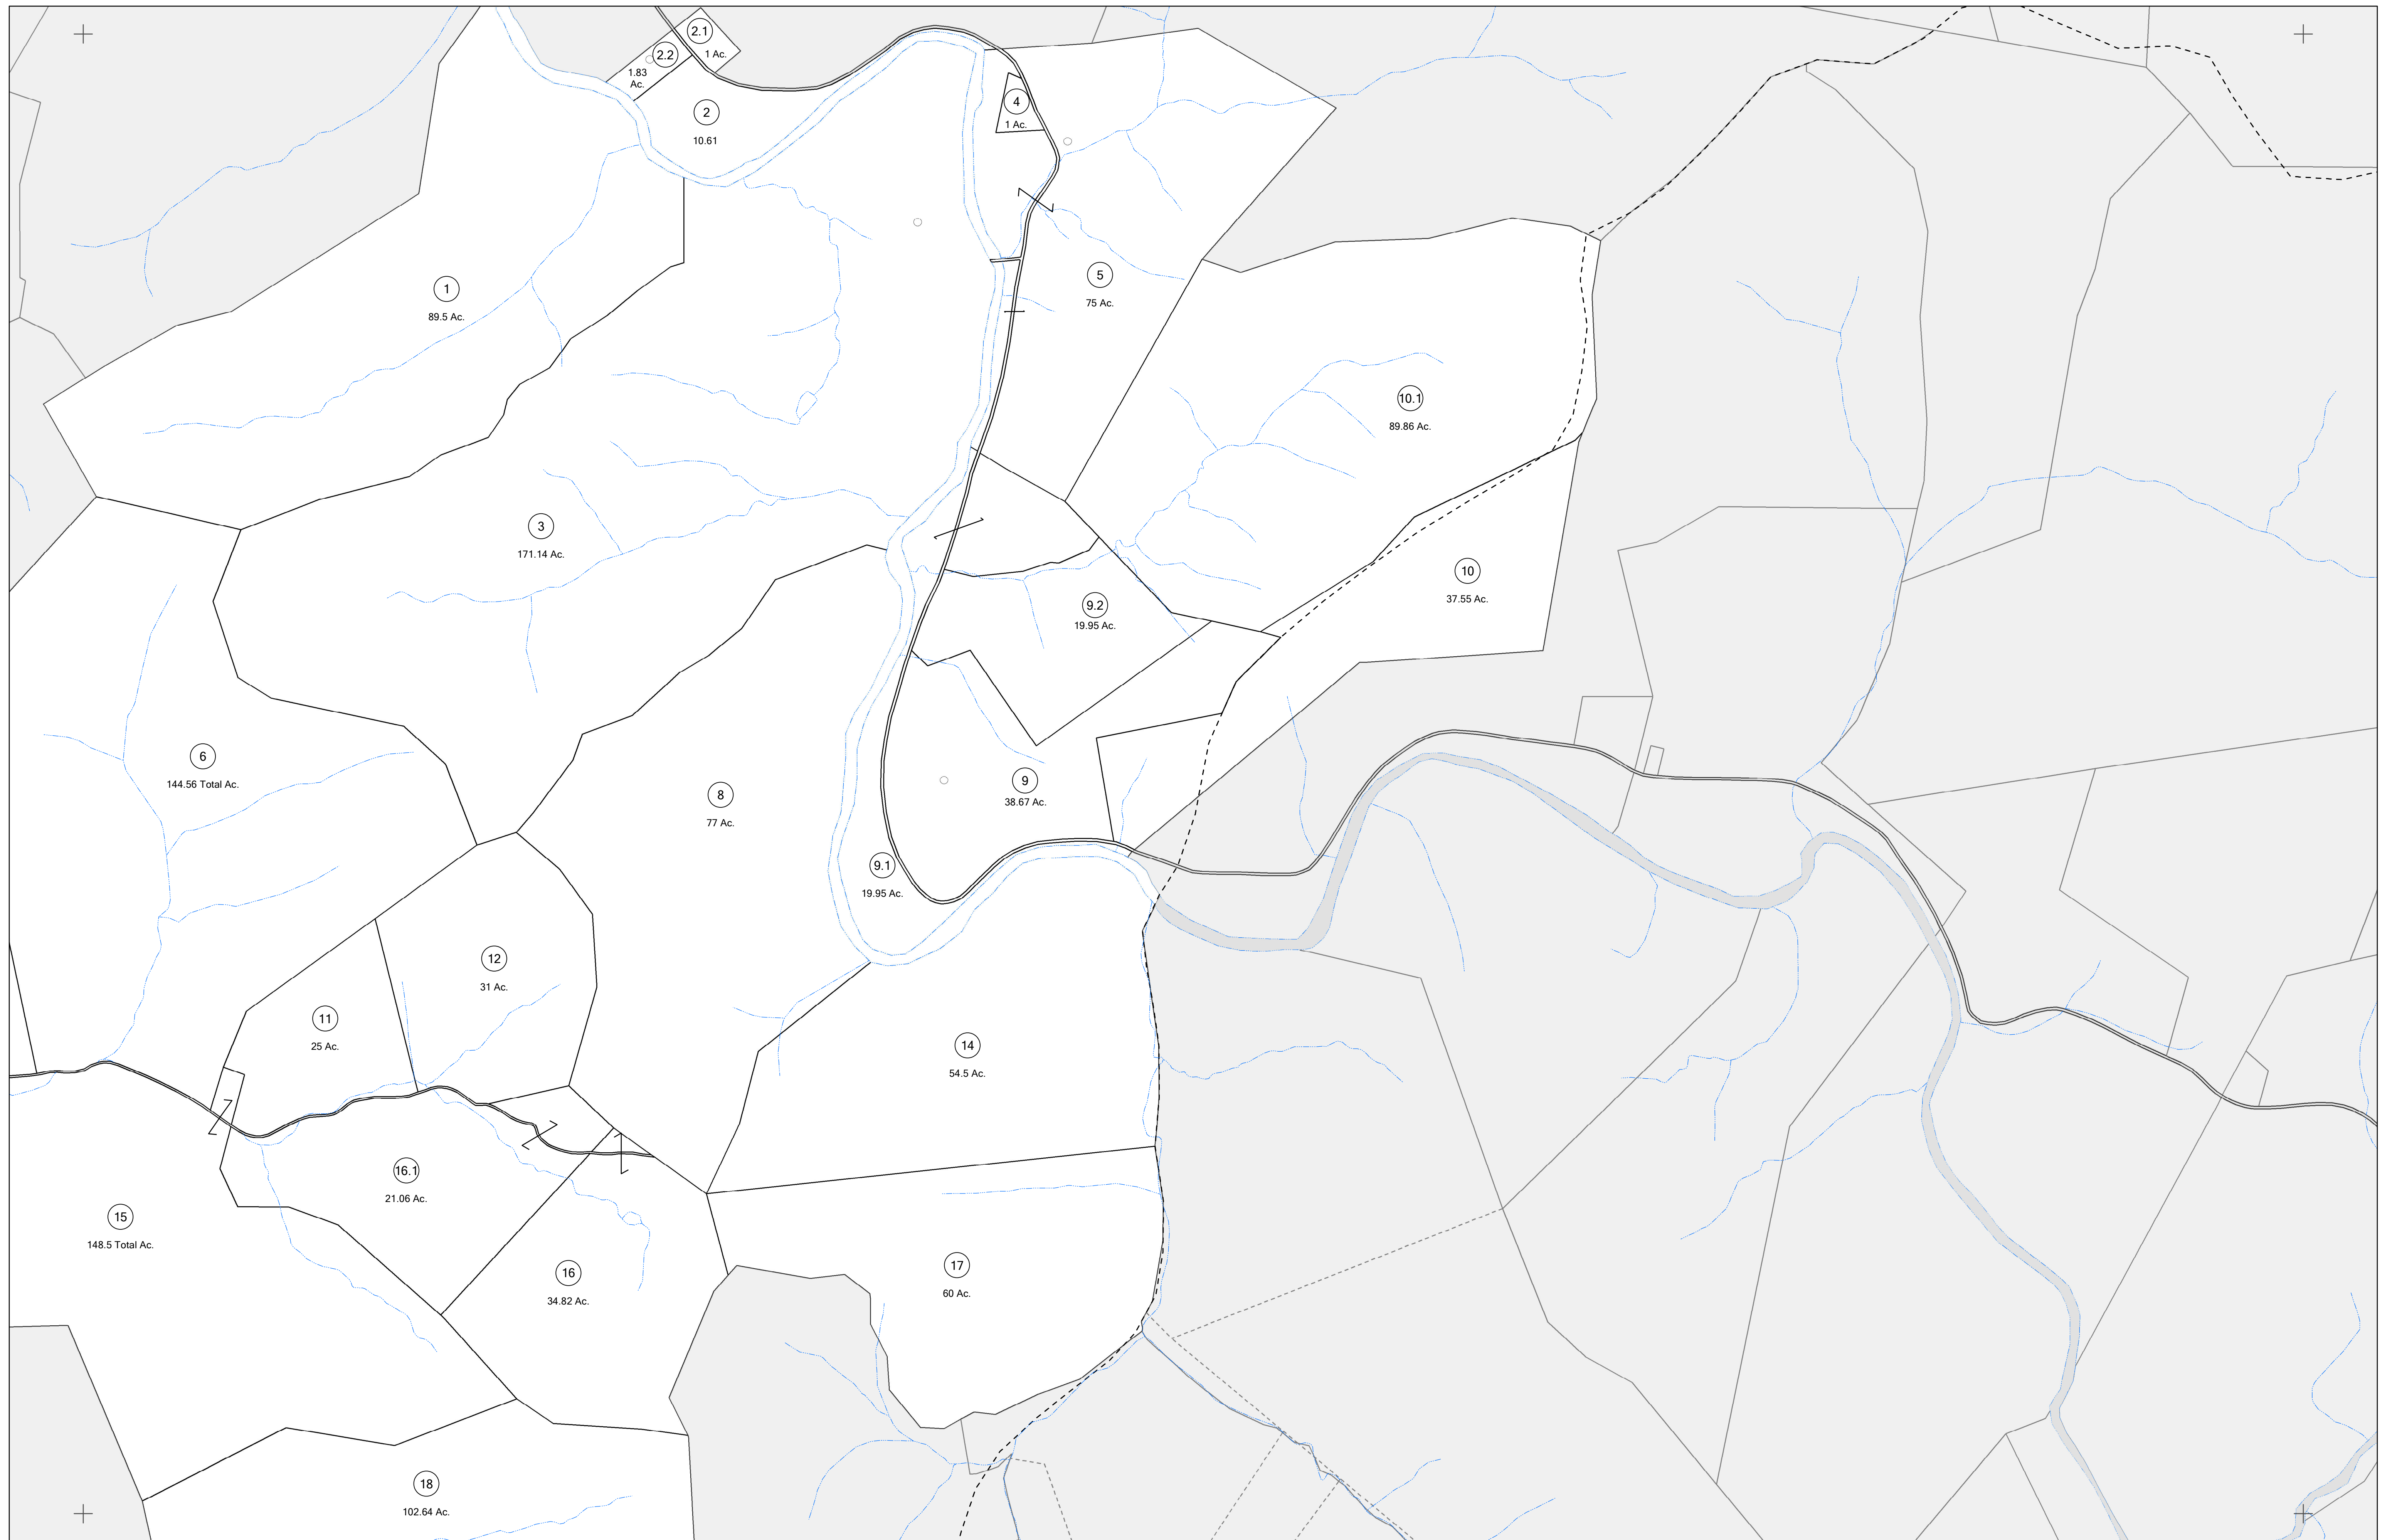 2.1
1 Ac.
2.2
1.83
Ac.
2
10.61
4
1 Ac.
1
89.5 Ac.
5
75 Ac.
10.1
89.86 Ac.
3
171.14 Ac.
10
37.55 Ac.
9.2
19.95 Ac.
6
144.56 Total Ac.
8
77 Ac.
9
38.67 Ac.
9.1
19.95 Ac.
12
31 Ac.
11
25 Ac.
14
54.5 Ac.
16.1
21.06 Ac.
15
148.5 Total Ac.
16
34.82 Ac.
17
60 Ac.
18
102.64 Ac.